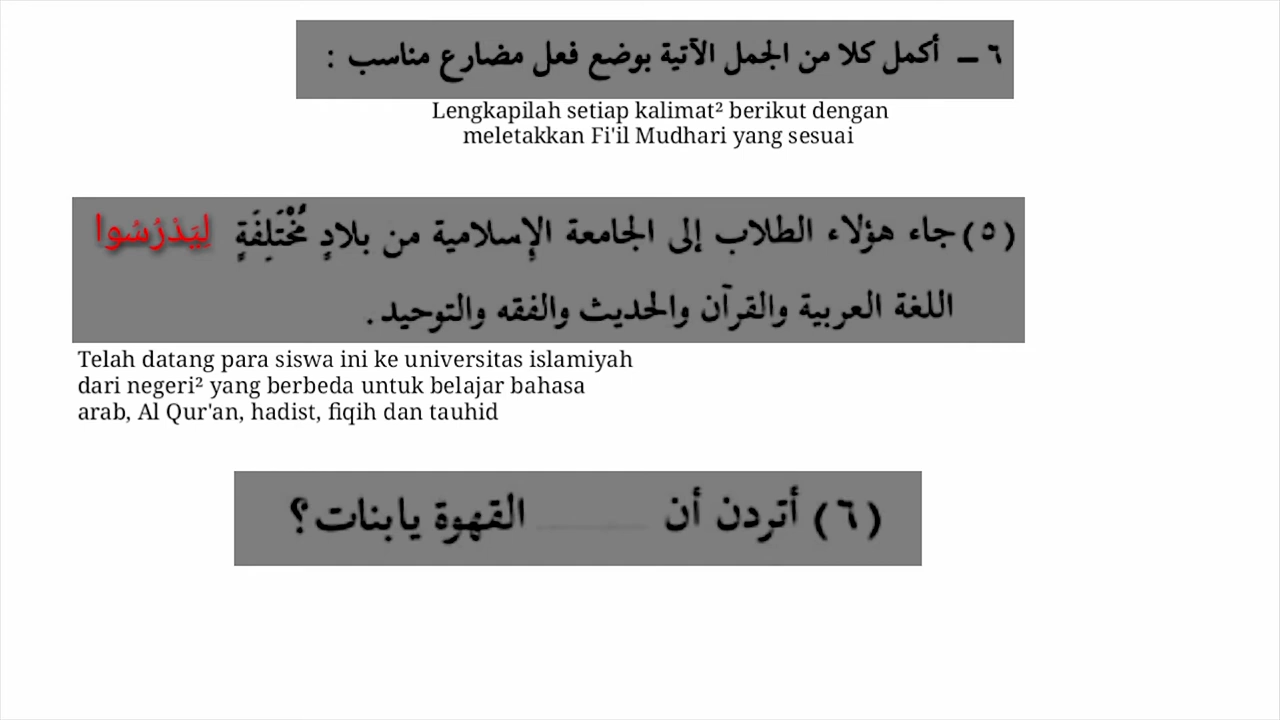 ٦ – أكمل كلا من الجمل الآتية بوضع فعل مضارع مناسب :
Lengkapilah setiap kalimat² berikut dengan
meletakkan Fi'il Mudhari yang sesuai
(٥) جاء هؤلاء الطلاب إلى الجامعة الإسلامية من بلادٍ مُخْتَلِفَةٍ لِيَدْرُسُوا
اللغة العربية والقرآن والحديث والفقه والتوحيد.
Telah datang para siswa ini ke universitas islamiyah
dari negeri² yang berbeda untuk belajar bahasa
arab, Al Qur'an, hadist, fiqih dan tauhid
(٦) أتردن أن ........ القهوة يابنات؟